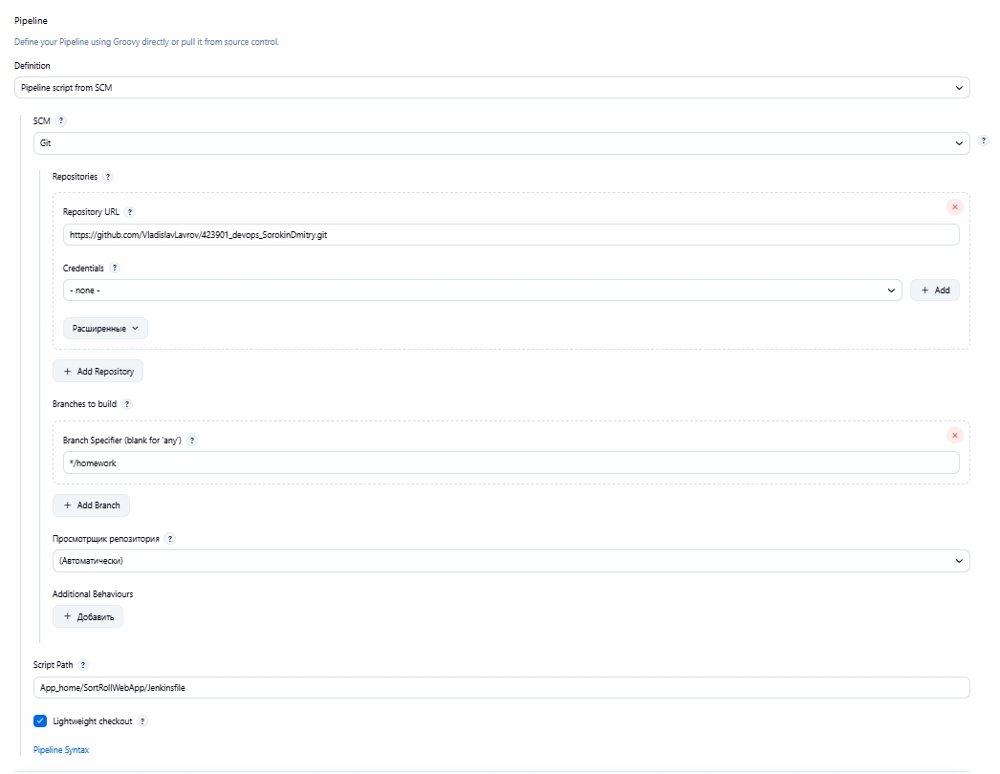 Pipeline
Define your Pipeline using Groovy directly or pull it from source control.
Definition
Pipeline script from SCM
SCM ?
Git
?
Repositories ?
Repository URL ?
https://github.com/VladislavLavrov/423901_devops_SorokinDmitry.git
Credentials ?
- none -
+ Add
Расширенные
+ Add Repository
Branches to build ?
Branch Specifier (blank for 'any') ?
*/homework
+ Add Branch
Просмотрщик репозитория ?
(Автоматически)
Additional Behaviours
+ Добавить
Script Path ?
App_home/SortRollWebApp/Jenkinsfile
Lightweight checkout ?
Pipeline Syntax